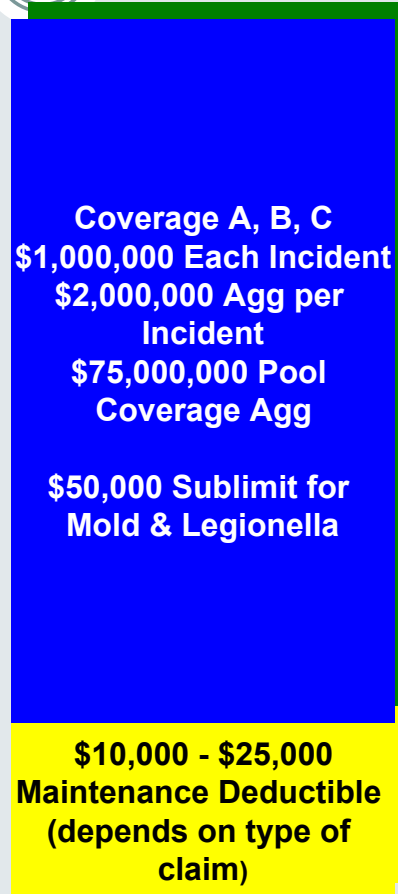 Coverage A, B, C
$1,000,000 Each Incident
$2,000,000 Agg per
Incident
$75,000,000 Pool
Coverage Agg
$50,000 Sublimit for
Mold & Legionella
$10,000 - $25,000
Maintenance Deductible
(depends on type of
claim)